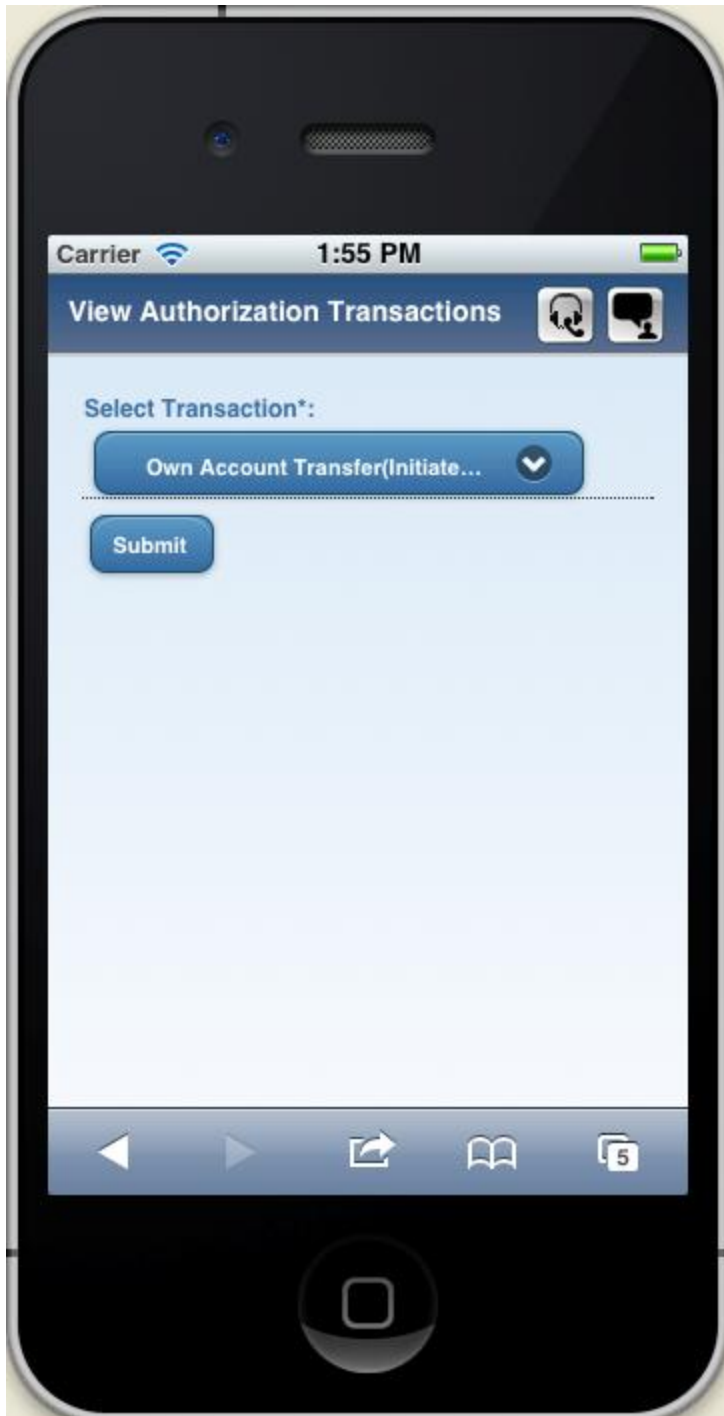 Carrier 1:55 PM
View Authorization Transactions
Select Transaction*:
Own Account Transfer(Initiate...
Submit
5